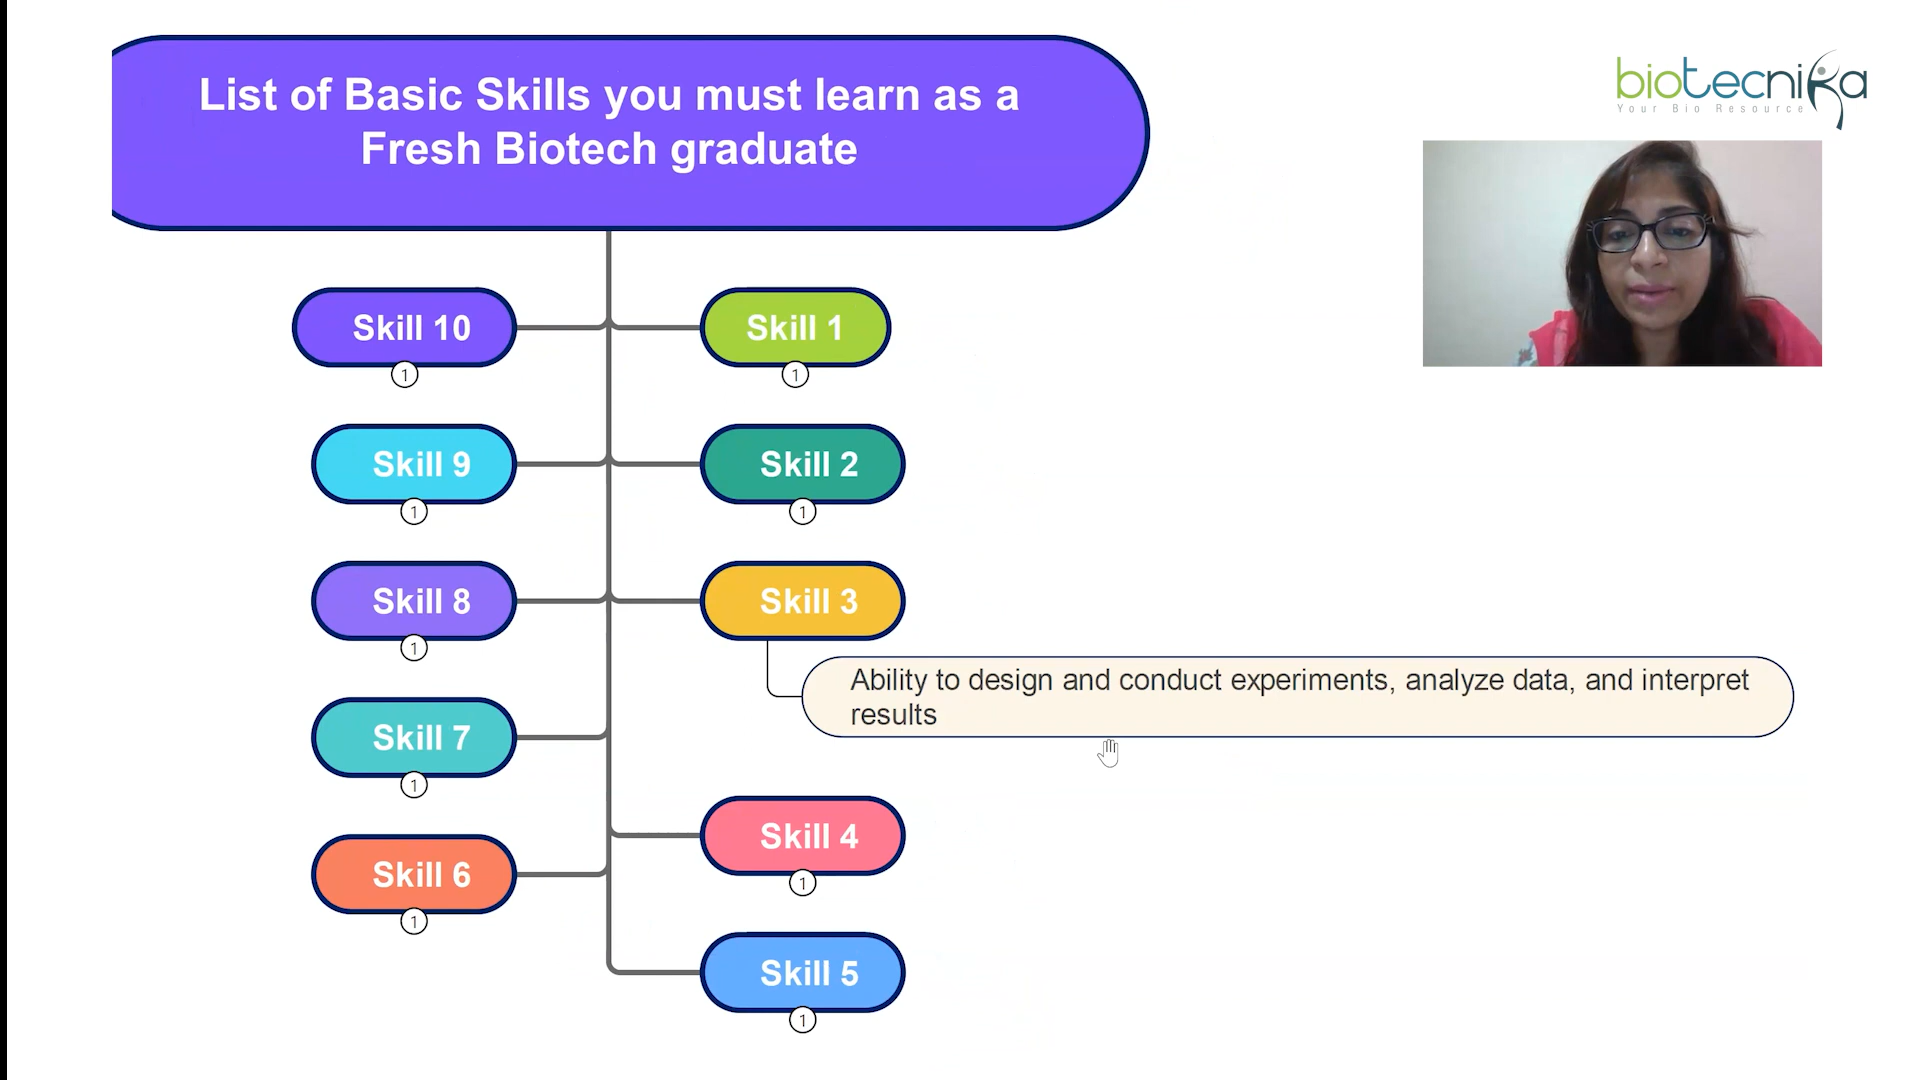 List of Basic Skills you must learn as a
Fresh Biotech graduate
biotecnika
Your Bio Resource
Skill 10
1
Skill 1
1
Skill 9
1
Skill 2
1
Skill 8
1
Skill 3
Ability to design and conduct experiments, analyze data, and interpret
results
Skill 7
1
Skill 4
1
Skill 6
1
Skill 5
1